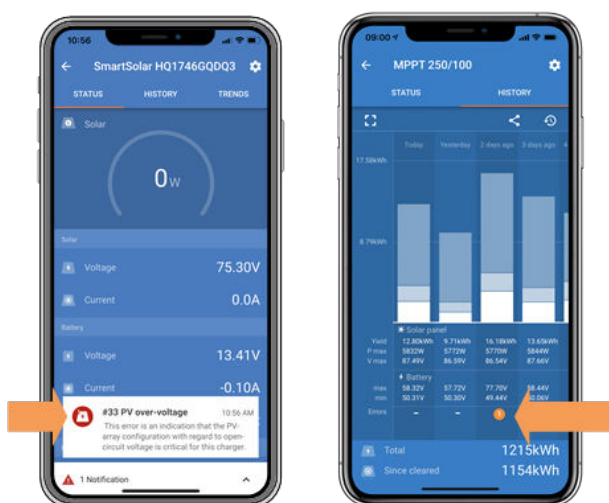 10:56
SmartSolar HQ1746GQDQ3
STATUS HISTORY TRENDS
Solar
0W
Solar
Voltage 75.30V
Current 0.0A
Battery
Voltage 13.41V
Current -0.10A
#33 PV over-voltage 10:56 AM
This error is an indication that the PV-
array configuration with regard to open-
circuit voltage is critical for this charger.
1 Notification
09:00
MPPT 250/100
STATUS HISTORY
Today Yesterday 2 days ago 3 days ago 4
17.58kWh
8.79kWh
Solar panel
Yield 12.80kWh 9.71kWh 16.18kWh 13.65kWh
P max 5832W 5772W 5770W 5844W
V max 87.49V 86.59V 86.54V 87.66V
Battery
max 58.32V 57.72V 77.70V 58.44V
min 50.31V 50.30V 49.44V 50.06V
Errors - - 1
Total 1215kWh
Since cleared 1154kWh